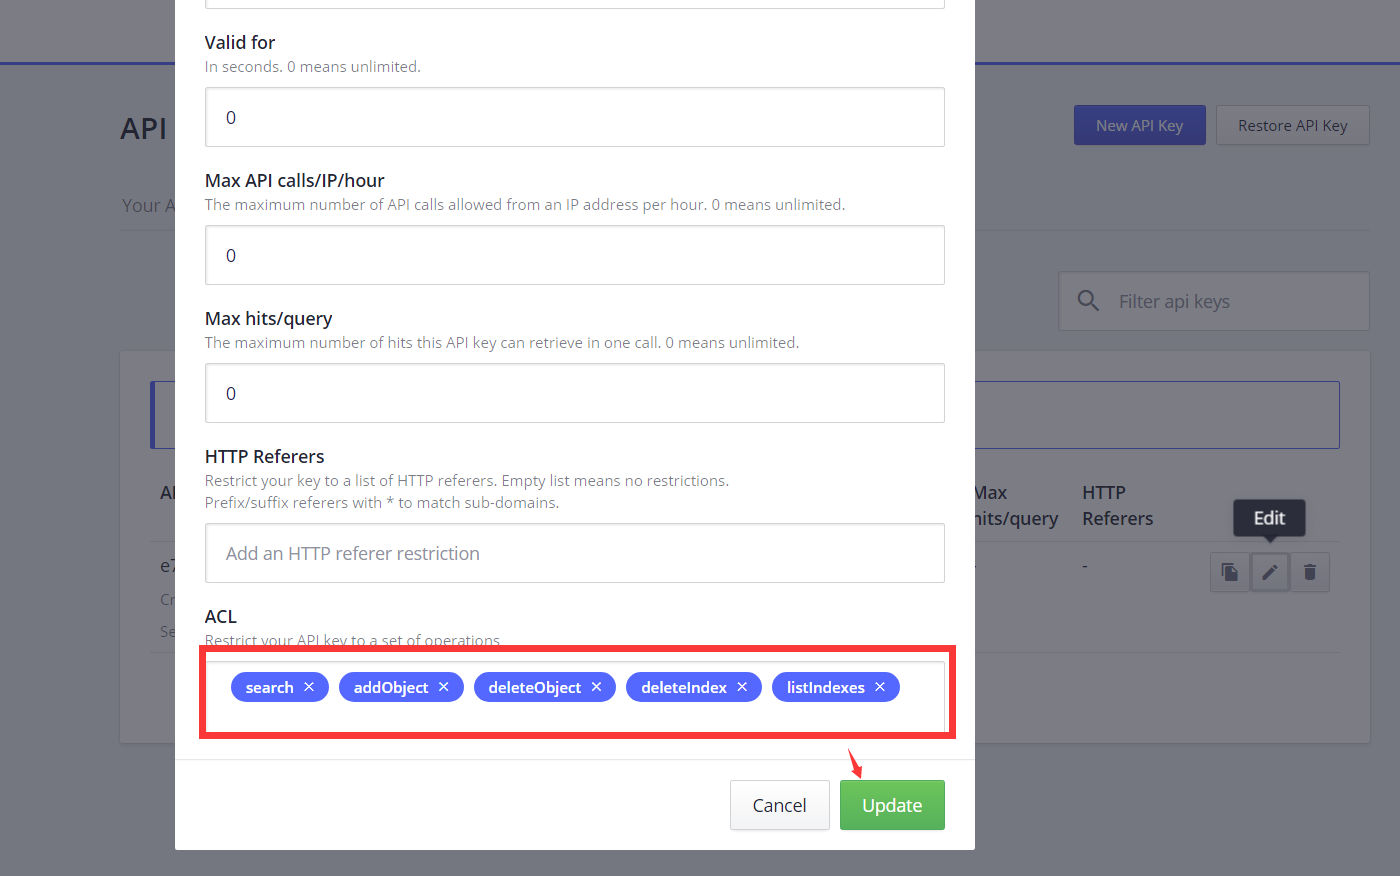 Valid for
In seconds. 0 means unlimited.
0
API
New API Key
Restore API Key
Max API calls/IP/hour
The maximum number of API calls allowed from an IP address per hour. 0 means unlimited.
Your A
0
Filter api keys
Max hits/query
The maximum number of hits this API key can retrieve in one call. 0 means unlimited.
0
HTTP Referers
Restrict your key to a list of HTTP referers. Empty list means no restrictions.
Prefix/suffix referers with * to match sub-domains.
Add an HTTP referer restriction
Max
hits/query
HTTP
Referers
Edit
e7
-
Cr
Se
ACL
Restrict your API key to a set of operations
search ×
addObject ×
deleteObject ×
deleteIndex ×
listIndexes ×
Cancel
Update